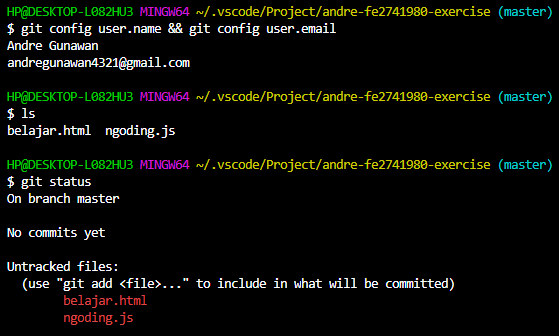 HP@DESKTOP-L082HU3 MINGW64 ~/.vscode/Project/andre-fe2741980-exercise (master)
$ git config user.name && git config user.email
Andre Gunawan
andregunawan4321@gmail.com
HP@DESKTOP-L082HU3 MINGW64 ~/.vscode/Project/andre-fe2741980-exercise (master)
$ ls
belajar.html  ngoding.js
HP@DESKTOP-L082HU3 MINGW64 ~/.vscode/Project/andre-fe2741980-exercise (master)
$ git status
On branch master
No commits yet
Untracked files:
  (use "git add <file>..." to include in what will be committed)
        belajar.html
        ngoding.js